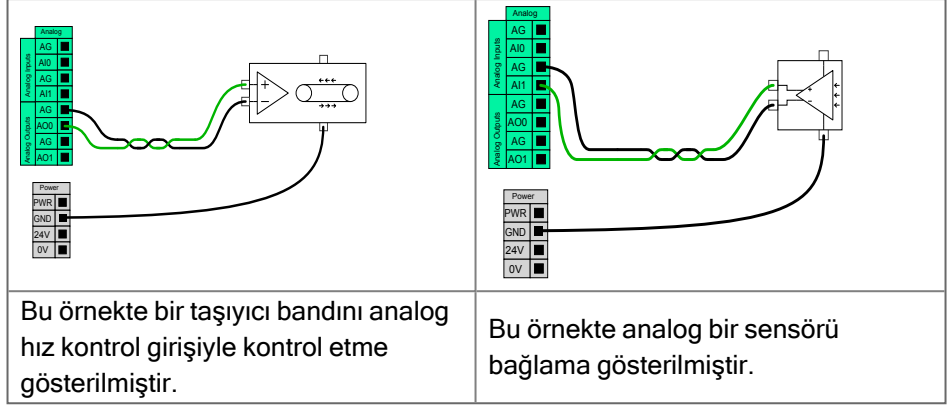 Analog
Analog Inputs
AG
AI0
AG
AI1
Analog Outputs
AG
AO0
AG
AO1
+
−
←←←
→→→
Power
PWR
GND
24V
0V
Bu örnekte bir taşıyıcı bandını analog
hız kontrol girişiyle kontrol etme
gösterilmiştir.
Analog
Analog Inputs
AG
AI0
AG
AI1
Analog Outputs
AG
AO0
AG
AO1
+
−
Power
PWR
GND
24V
0V
Bu örnekte analog bir sensörü
bağlama gösterilmiştir.